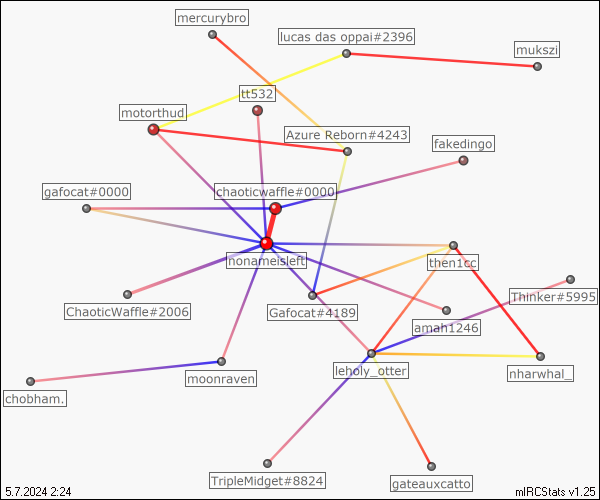 mercurybro
lucas das oppai#2396
mukszi
tt532
motorthud
Azure Reborn#4243
fakedingo
gafocat#0000
chaoticwaffle#0000
nonameisleft
then1cc
Thinker#5995
ChaoticWaffle#2006
Gafocat#4189
amah1246
leholy_otter
nharwhal_
moonraven
chobham.
TripleMidget#8824
gateauxcatto
5.7.2024 2:24
mIRCStats v1.25